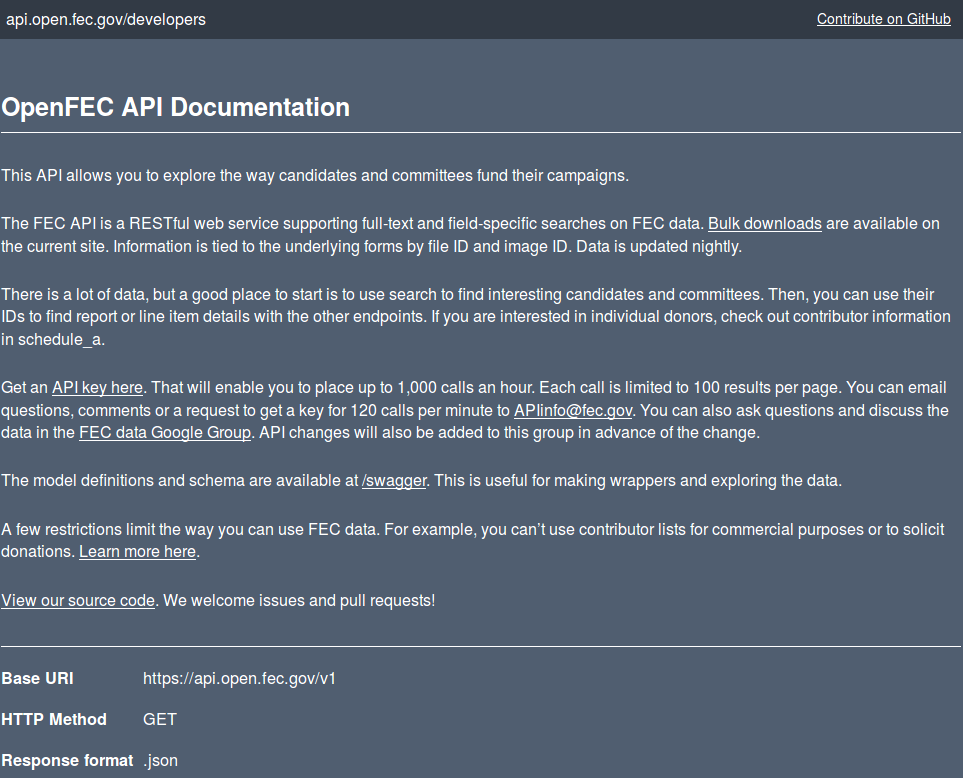 api.open.fec.gov/developers
Contribute on GitHub
OpenFEC API Documentation
This API allows you to explore the way candidates and committees fund their campaigns.
The FEC API is a RESTful web service supporting full-text and field-specific searches on FEC data. Bulk downloads are available on
the current site. Information is tied to the underlying forms by file ID and image ID. Data is updated nightly.
There is a lot of data, but a good place to start is to use search to find interesting candidates and committees. Then, you can use their
IDs to find report or line item details with the other endpoints. If you are interested in individual donors, check out contributor information
in schedule_a.
Get an API key here. That will enable you to place up to 1,000 calls an hour. Each call is limited to 100 results per page. You can email
questions, comments or a request to get a key for 120 calls per minute to APIinfo@fec.gov. You can also ask questions and discuss the
data in the FEC data Google Group. API changes will also be added to this group in advance of the change.
The model definitions and schema are available at /swagger. This is useful for making wrappers and exploring the data.
A few restrictions limit the way you can use FEC data. For example, you can’t use contributor lists for commercial purposes or to solicit
donations. Learn more here.
View our source code. We welcome issues and pull requests!
Base URI https://api.open.fec.gov/v1
HTTP Method GET
Response format .json